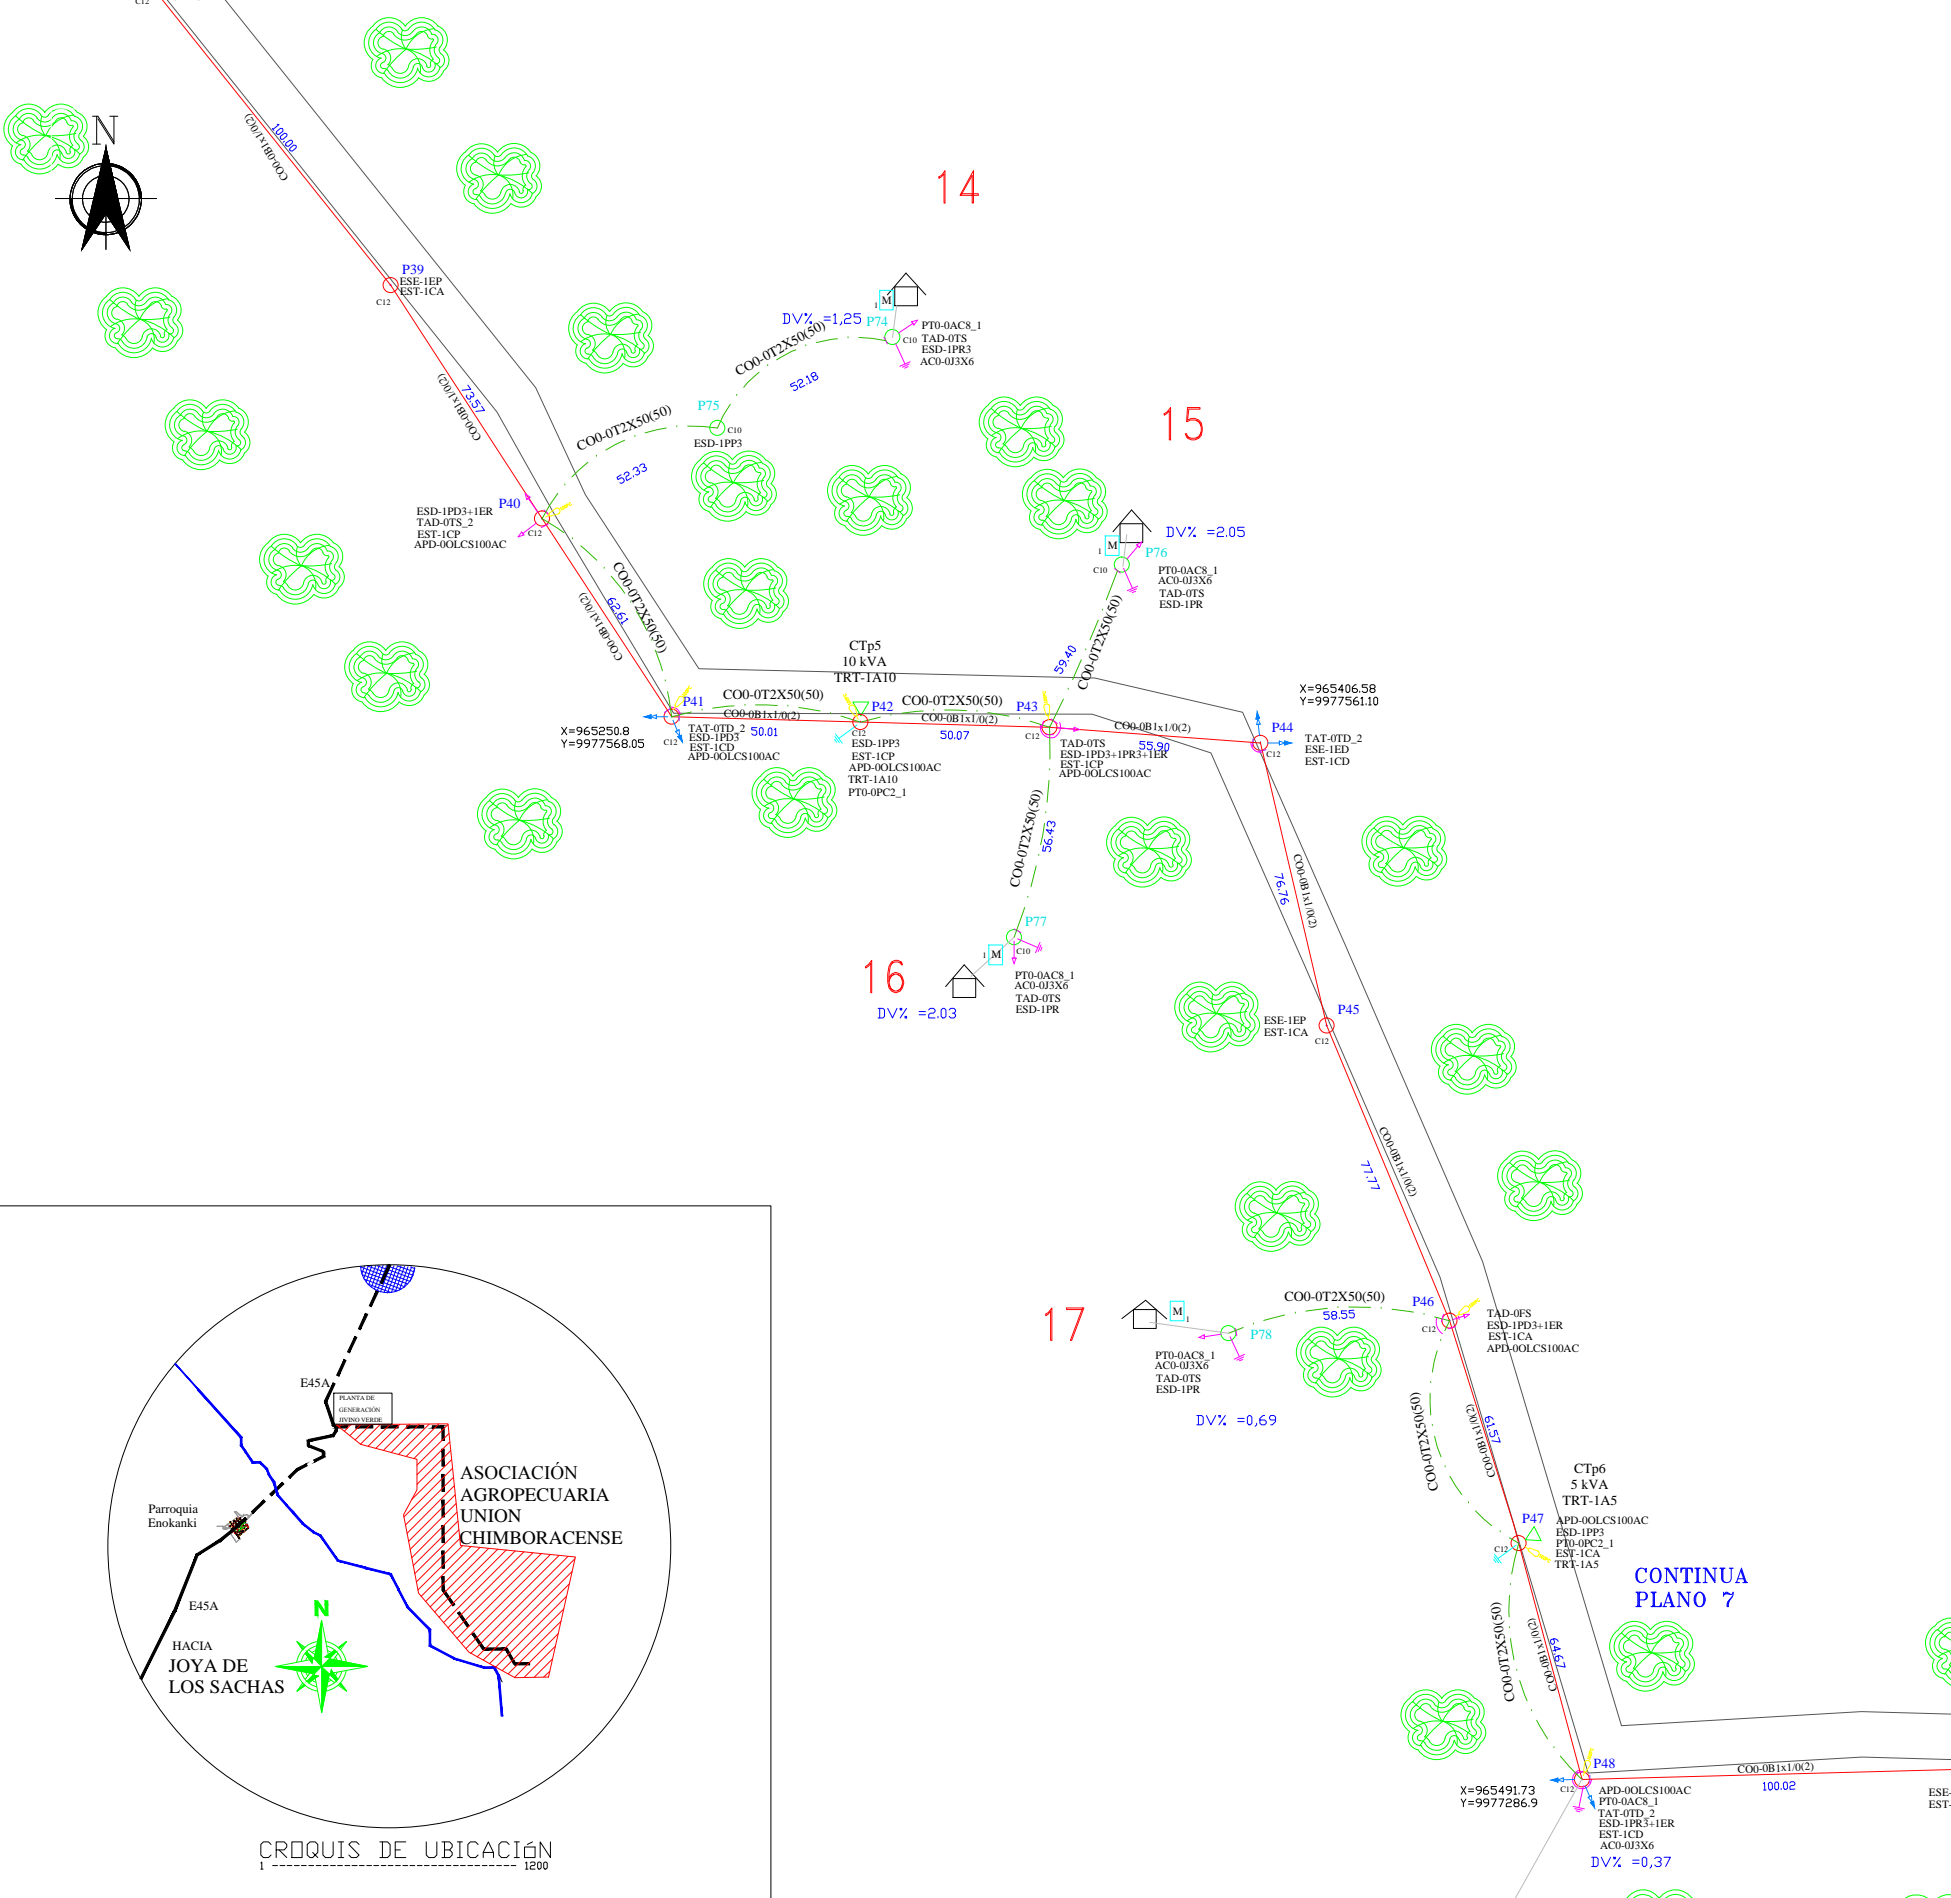 C12
100.00
CO0-0B1x1/0(2)
N
14
P39
ESE-1EP
EST-1CA
C12
73.57
CO0-0B1x1/0(2)
DV% =1,25
P74
1
M
C10
PT0-0AC8_1
TAD-0TS
ESD-1PR3
AC0-0J3X6
CO0-0T2X50(50)
52.18
P75
C10
ESD-1PP3
CO0-0T2X50(50)
52.33
15
P40
ESD-1PD3+1ER
TAD-0TS_2
EST-1CP
APD-0OLCS100AC
C12
DV% =2.05
1
M
P76
C10
PT0-0AC8_1
AC0-0J3X6
TAD-0TS
ESD-1PR
CO0-0T2X50(50)
62.61
CO0-0B1x1/0(2)
CO0-0T2X50(50)
59.40
CTp5
10 kVA
TRT-1A10
X=965406.58
Y=9977561.10
X=965250.8
Y=9977568.05
P41
C12
TAT-0TD_2
ESD-1PD3
EST-1CD
APD-0OLCS100AC
CO0-0T2X50(50)
CO0-0B1x1/0(2)
50.01
P42
C12
ESD-1PP3
EST-1CP
APD-0OLCS100AC
TRT-1A10
PT0-0PC2_1
CO0-0T2X50(50)
CO0-0B1x1/0(2)
50.07
P43
C12
TAD-0TS
ESD-1PD3+1PR3+1ER
EST-1CP
APD-0OLCS100AC
CO0-0B1x1/0(2)
55.90
P44
C12
TAT-0TD_2
ESE-1ED
EST-1CD
CO0-0T2X50(50)
56.43
CO0-0B1x1/0(2)
76.76
16
DV% =2.03
1
M
P77
C10
PT0-0AC8_1
AC0-0J3X6
TAD-0TS
ESD-1PR
P45
ESE-1EP
EST-1CA
C12
CO0-0B1x1/0(2)
77.77
17
M
1
P78
PT0-0AC8_1
AC0-0J3X6
TAD-0TS
ESD-1PR
DV% =0,69
CO0-0T2X50(50)
58.55
P46
C12
TAD-0FS
ESD-1PD3+1ER
EST-1CA
APD-0OLCS100AC
CO0-0T2X50(50)
CO0-0B1x1/0(2)
61.57
CTp6
5 kVA
TRT-1A5
P47
C12
APD-0OLCS100AC
ESD-1PP3
PT0-0PC2_1
EST-1CA
TRT-1A5
CONTINUA
PLANO 7
CO0-0T2X50(50)
CO0-0B1x1/0(2)
64.67
P48
C12
X=965491.73
Y=9977286.9
APD-0OLCS100AC
PT0-0AC8_1
TAT-0TD_2
ESD-1PR3+1ER
EST-1CD
AC0-0J3X6
DV% =0,37
CO0-0B1x1/0(2)
100.02
ESE-
EST-
E45A
PLANTA DE
GENERACIÓN
JIVINO VERDE
ASOCIACIÓN
AGROPECUARIA
UNION
CHIMBORACENSE
Parroquia
Enokanki
E45A
N
HACIA
JOYA DE
LOS SACHAS
CROQUIS DE UBICACIóN
1 ---------------------------------- 1200